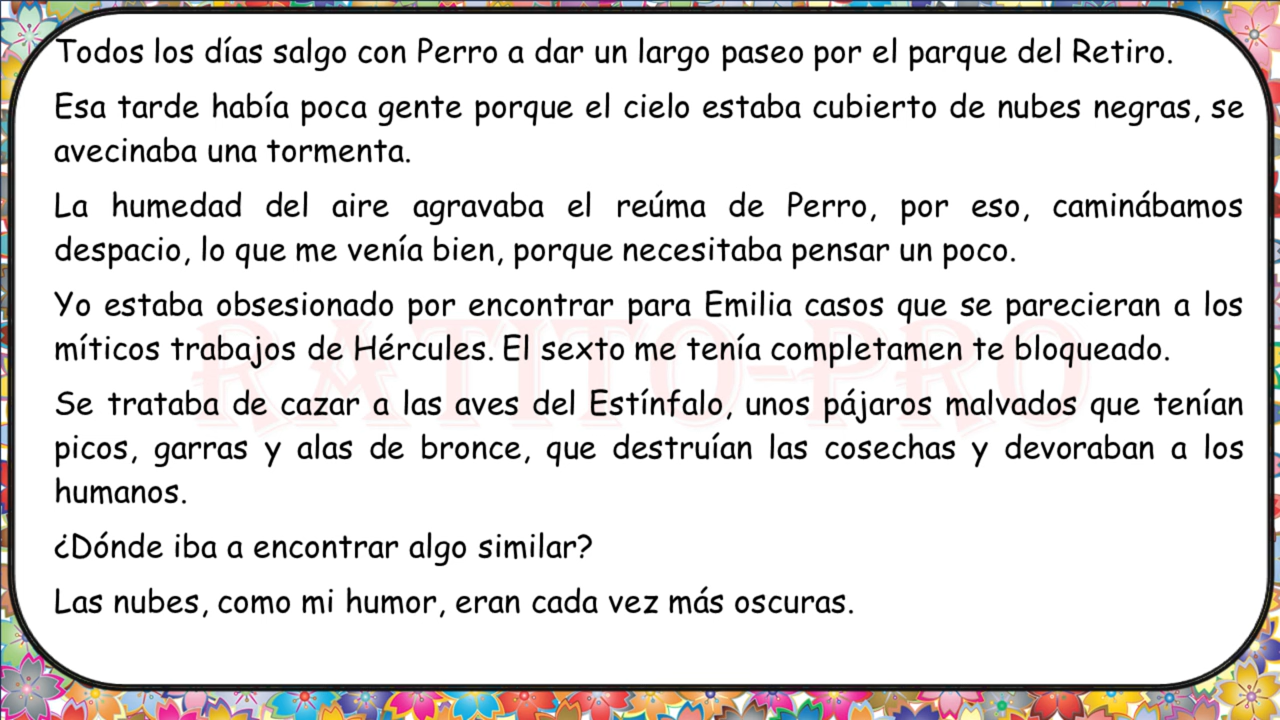 Todos los días salgo con Perro a dar un largo paseo por el parque del Retiro.
Esa tarde había poca gente porque el cielo estaba cubierto de nubes negras, se
avecinaba una tormenta.
La humedad del aire agravaba el reúma de Perro, por eso, caminábamos
despacio, lo que me venía bien, porque necesitaba pensar un poco.
Yo estaba obsesionado por encontrar para Emilia casos que se parecieran a los
míticos trabajos de Hércules. El sexto me tenía completamen te bloqueado.
RATITO-PRO
Se trataba de cazar a las aves del Estínfalo, unos pájaros malvados que tenían
picos, garras y alas de bronce, que destruían las cosechas y devoraban a los
humanos.
¿Dónde iba a encontrar algo similar?
Las nubes, como mi humor, eran cada vez más oscuras.